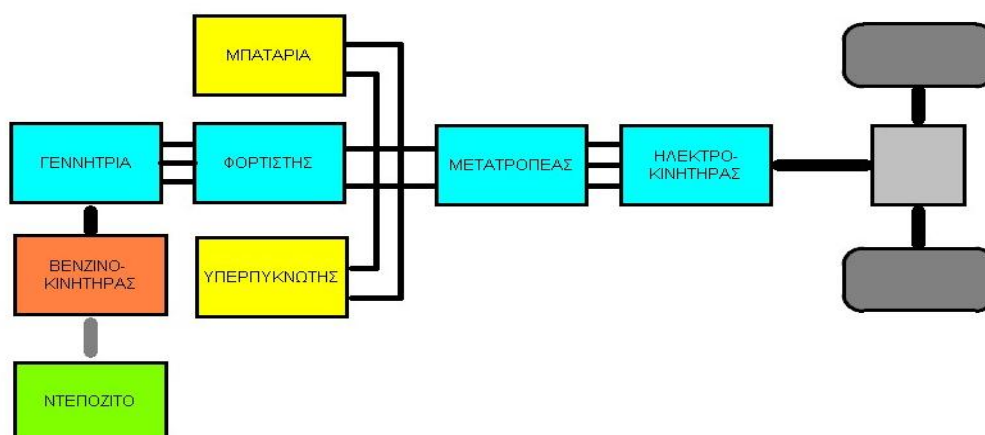 ΜΠΑΤΑΡΙΑ
ΓΕΝΝΗΤΡΙΑ
ΦΟΡΤΙΣΤΗΣ
ΜΕΤΑΤΡΟΠΕΑΣ
ΗΛΕΚΤΡΟ-
ΚΙΝΗΤΗΡΑΣ
ΒΕΝΖΙΝΟ-
ΚΙΝΗΤΗΡΑΣ
ΥΠΕΡΠΥΚΝΩΤΗΣ
ΝΤΕΠΟΖΙΤΟ